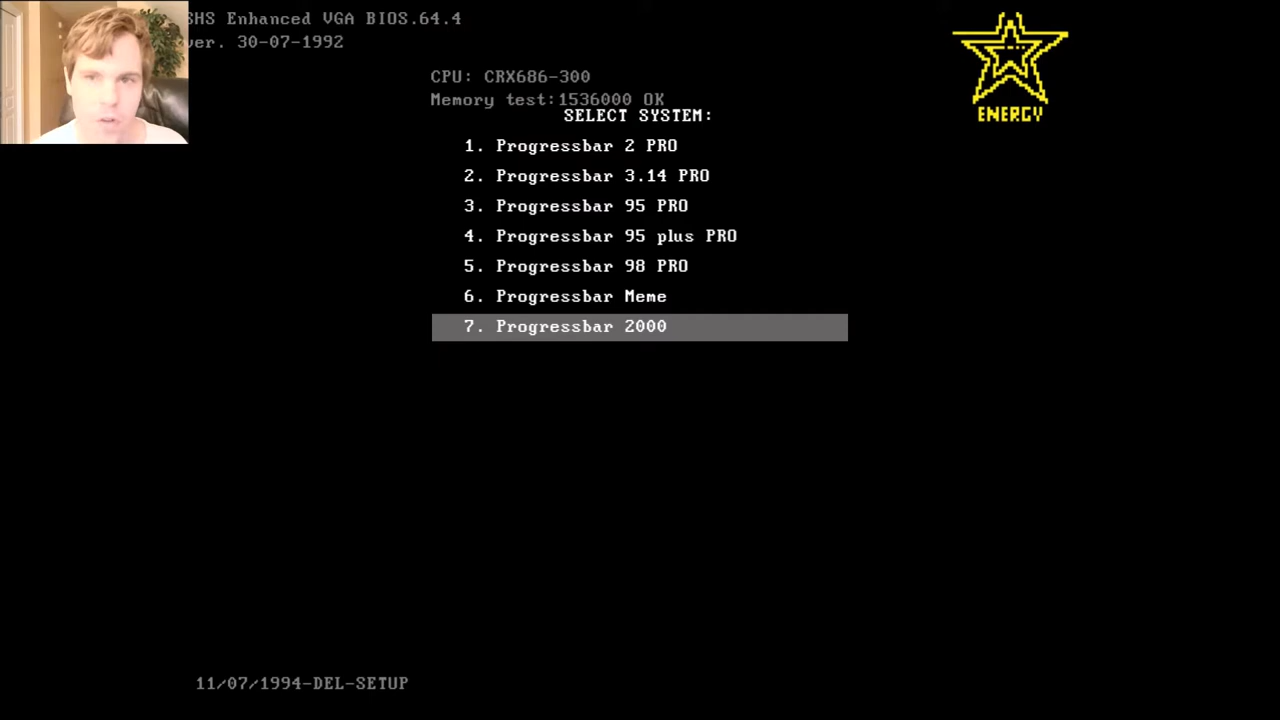 SHS Enhanced VGA BIOS.64.4
ver. 30-07-1992
ENERGY
CPU: CRX686-300
Memory test:1536000 OK
SELECT SYSTEM:
1. Progressbar 2 PRO
2. Progressbar 3.14 PRO
3. Progressbar 95 PRO
4. Progressbar 95 plus PRO
5. Progressbar 98 PRO
6. Progressbar Meme
7. Progressbar 2000
11/07/1994-DEL-SETUP